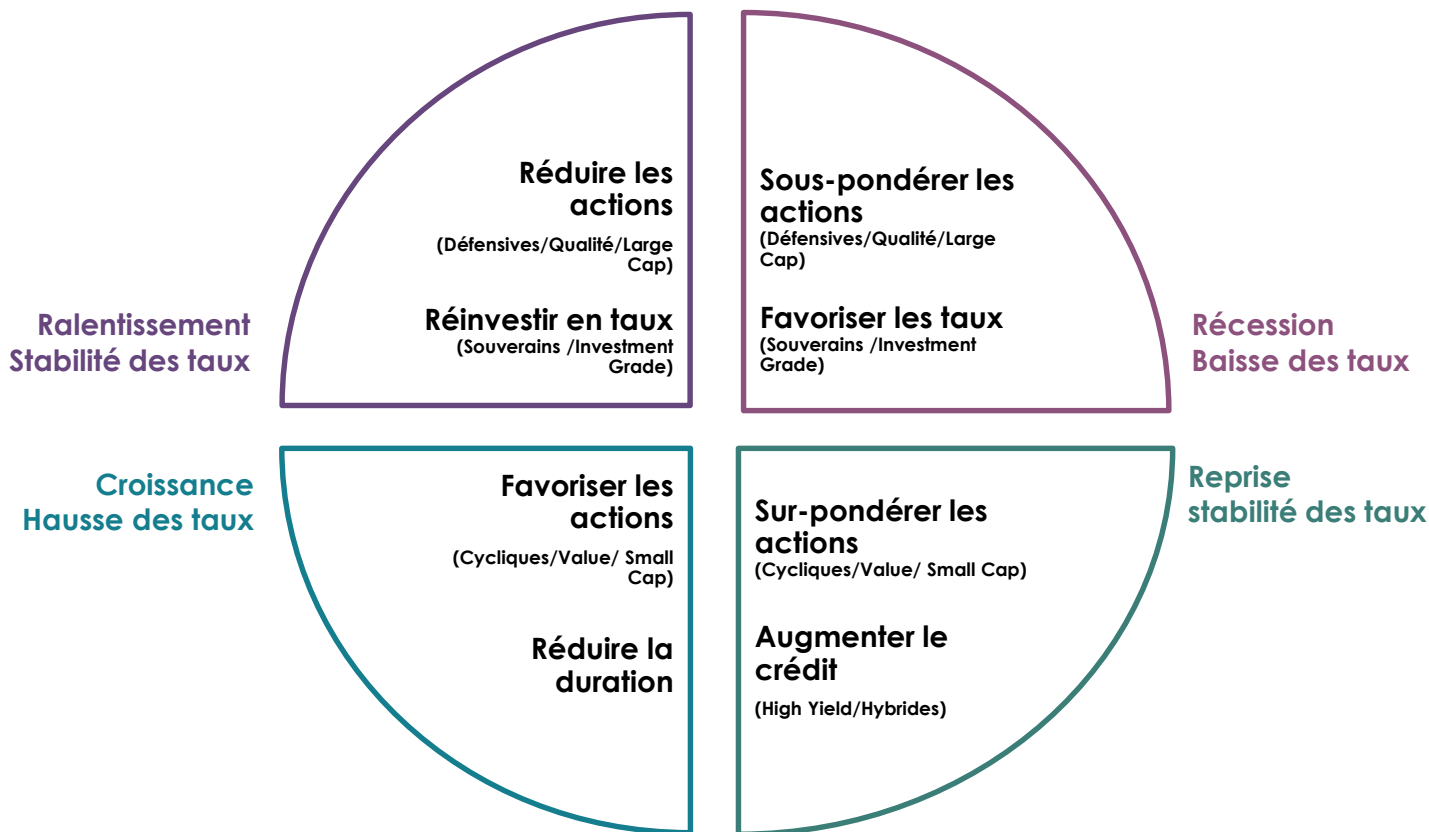 Réduire les
actions
(Défensives/Qualité/Large
Cap)
Réinvestir en taux
(Souverains /Investment
Grade)
Ralentissement
Stabilité des taux
Sous-pondérer les
actions
(Défensives/Qualité/Large
Cap)
Favoriser les taux
(Souverains /Investment
Grade)
Récession
Baisse des taux
Croissance
Hausse des taux
Favoriser les
actions
(Cycliques/Value/ Small
Cap)
Réduire la
duration
Sur-pondérer les
actions
(Cycliques/Value/ Small Cap)
Augmenter le
crédit
(High Yield/Hybrides)
Reprise
stabilité des taux